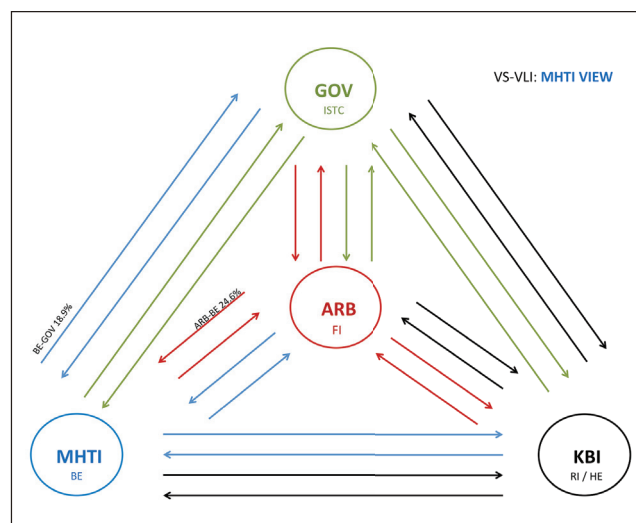 GOV
ISTC
VS-VLI: MHTI VIEW
BE-GOV 18.9%
ARB-BE 24.6%
ARB
FI
MHTI
BE
KBI
RI / HE